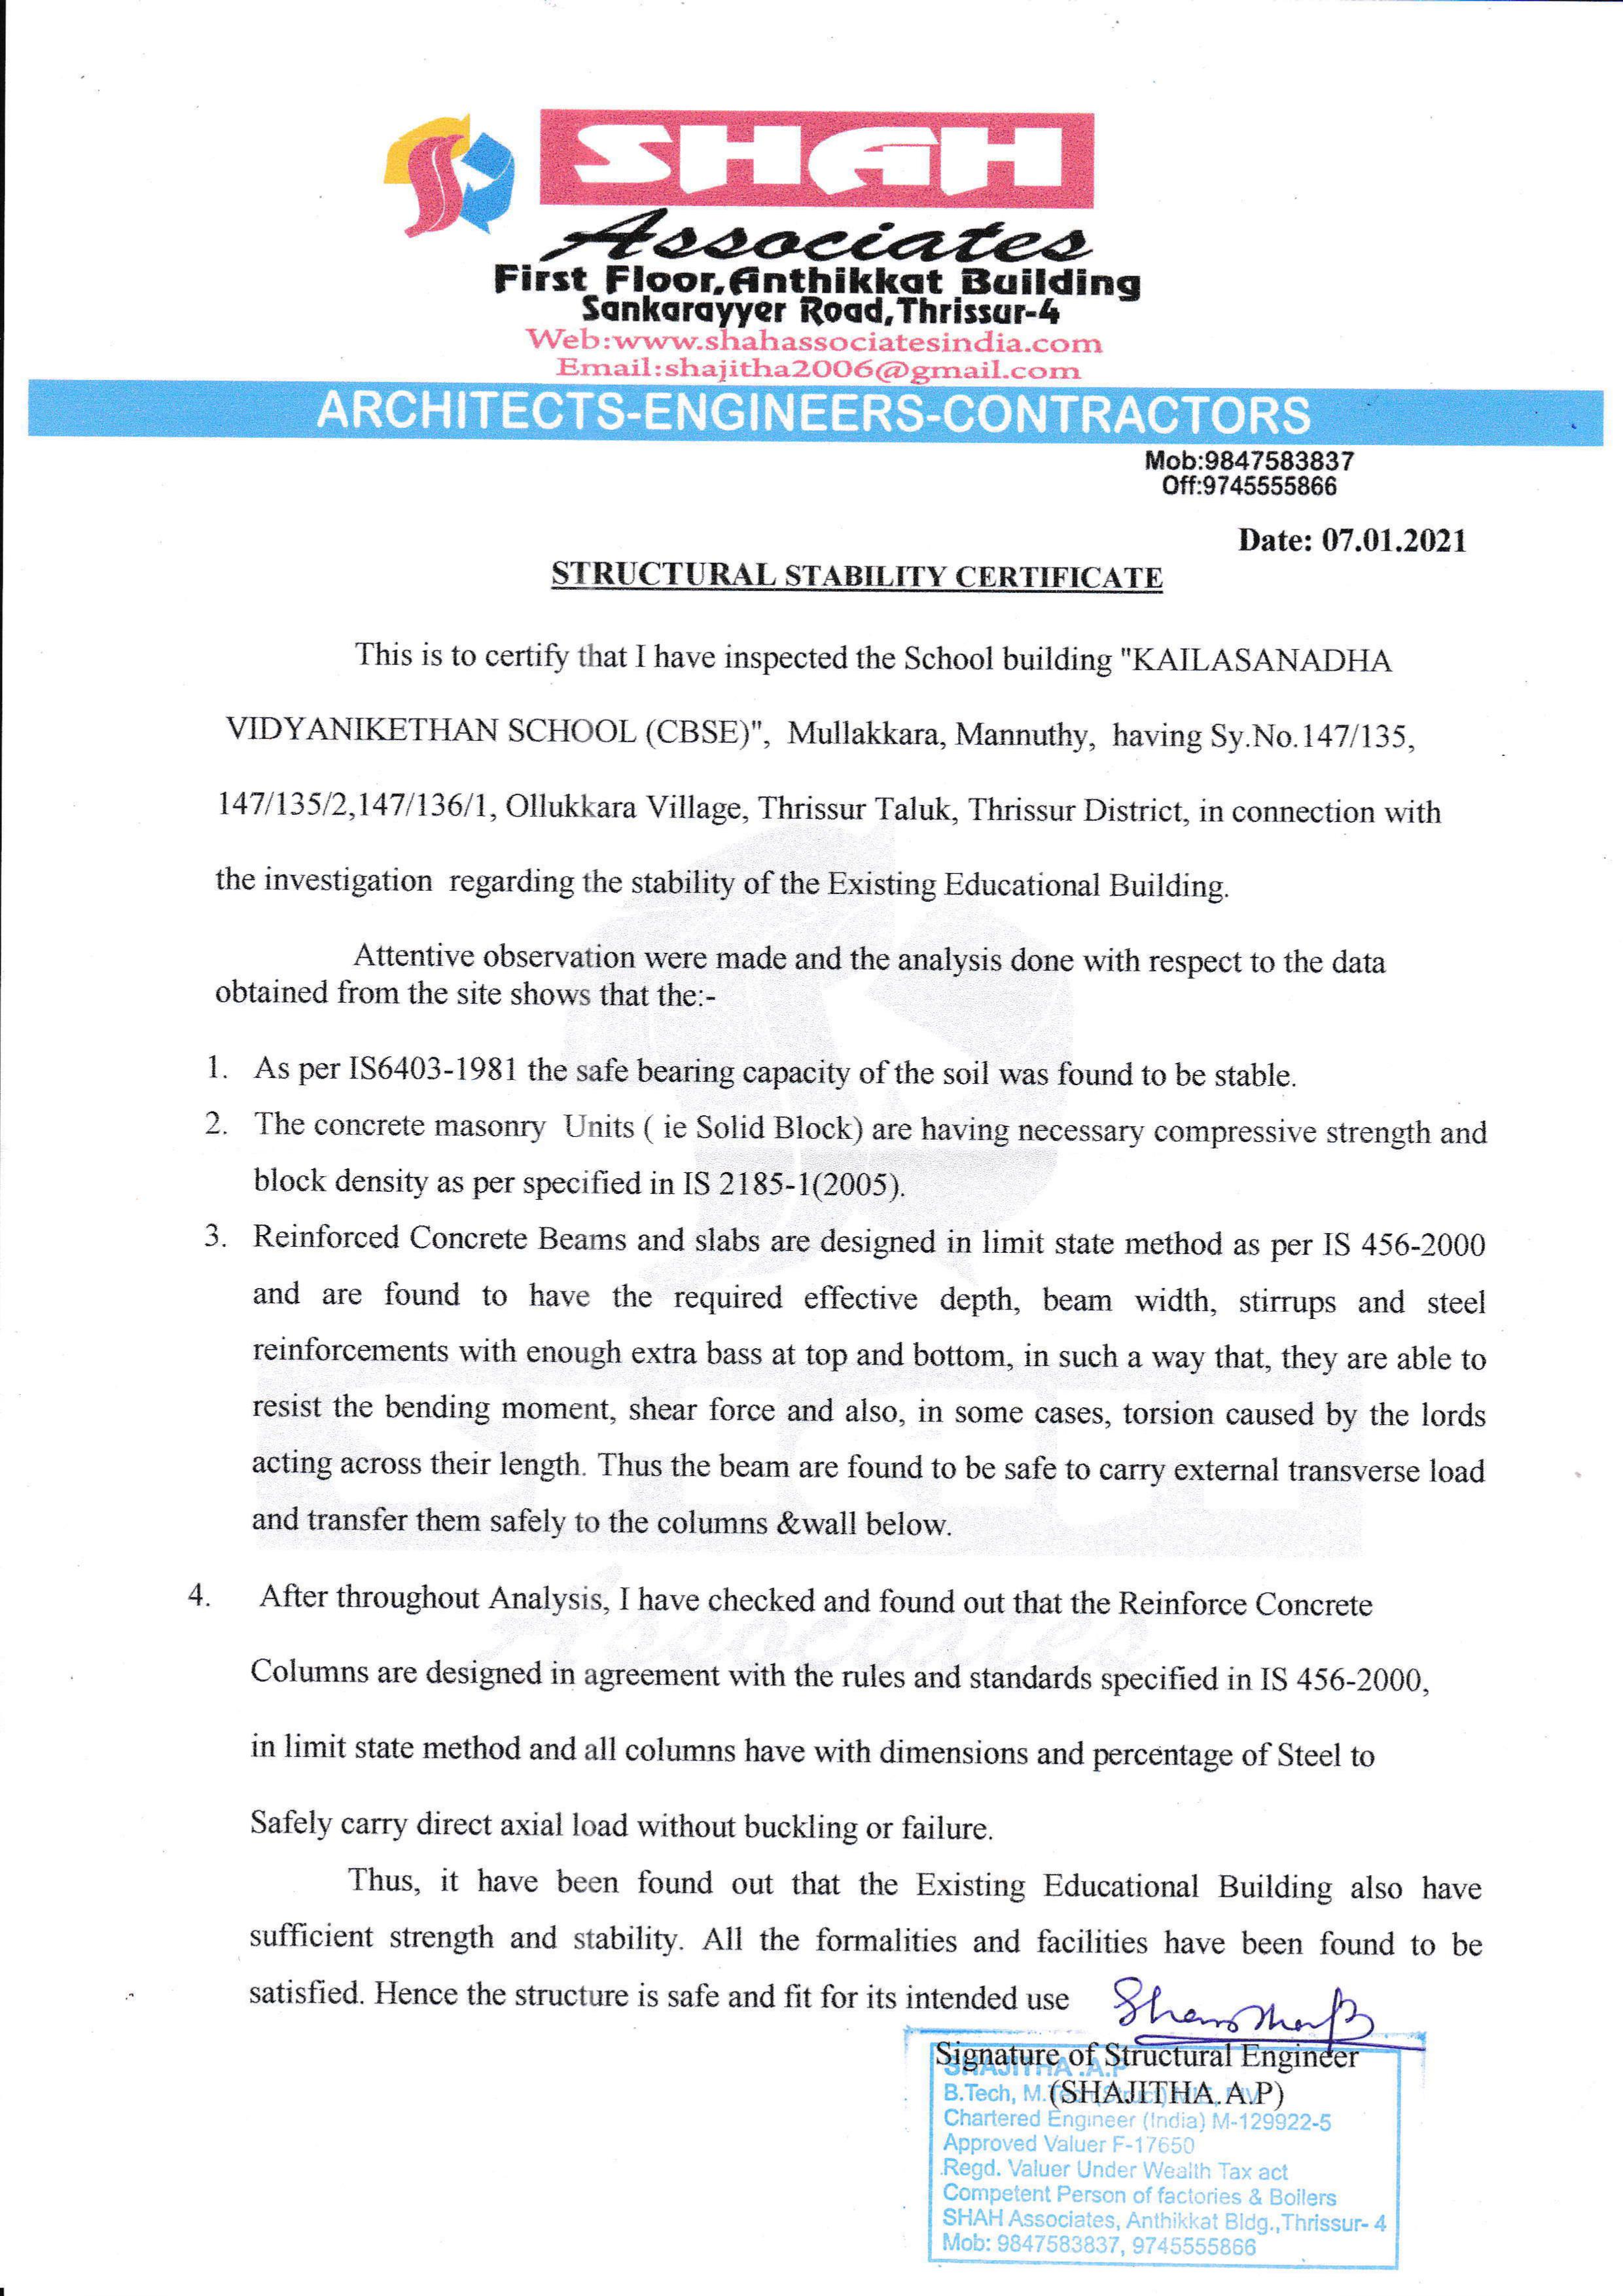 SHAH
Associates
First Floor, Anthikkat Building
Sankarayyer Road, Thrissur-4
Web:www.shahassociatesindia.com
Email:shajitha2006@gmail.com
ARCHITECTS-ENGINEERS-CONTRACTORS
Mob:9847583837
Off:9745555866
Date: 07.01.2021
STRUCTURAL STABILITY CERTIFICATE
This is to certify that I have inspected the School building "KAILASANADHA
VIDYANIKETHAN SCHOOL (CBSE)", Mullakkara, Mannuthy, having Sy.No.147/135,
147/135/2,147/136/1, Ollukkara Village, Thrissur Taluk, Thrissur District, in connection with
the investigation regarding the stability of the Existing Educational Building.
Attentive observation were made and the analysis done with respect to the data
obtained from the site shows that the:-
1. As per IS6403-1981 the safe bearing capacity of the soil was found to be stable.
2. The concrete masonry Units ( ie Solid Block) are having necessary compressive strength and
block density as per specified in IS 2185-1(2005).
3. Reinforced Concrete Beams and slabs are designed in limit state method as per IS 456-2000
and are found to have the required effective depth, beam width, stirrups and steel
reinforcements with enough extra bass at top and bottom, in such a way that, they are able to
resist the bending moment, shear force and also, in some cases, torsion caused by the lords
acting across their length. Thus the beam are found to be safe to carry external transverse load
and transfer them safely to the columns &wall below.
4. After throughout Analysis, I have checked and found out that the Reinforce Concrete
Columns are designed in agreement with the rules and standards specified in IS 456-2000,
in limit state method and all columns have with dimensions and percentage of Steel to
Safely carry direct axial load without buckling or failure.
Thus, it have been found out that the Existing Educational Building also have
sufficient strength and stability. All the formalities and facilities have been found to be
satisfied. Hence the structure is safe and fit for its intended use
Signature of Structural Engineer
SHAJITHA .A.P
(SHAJITHA.A.P)
B.Tech,
Chartered Engineer (India) M-129922-5
Approved Valuer F-17650
Regd. Valuer Under Wealth Tax act
Competent Person of factories & Boilers
SHAH Associates, Anthikkat Bldg.,Thrissur- 4
Mob: 9847583837, 9745555866